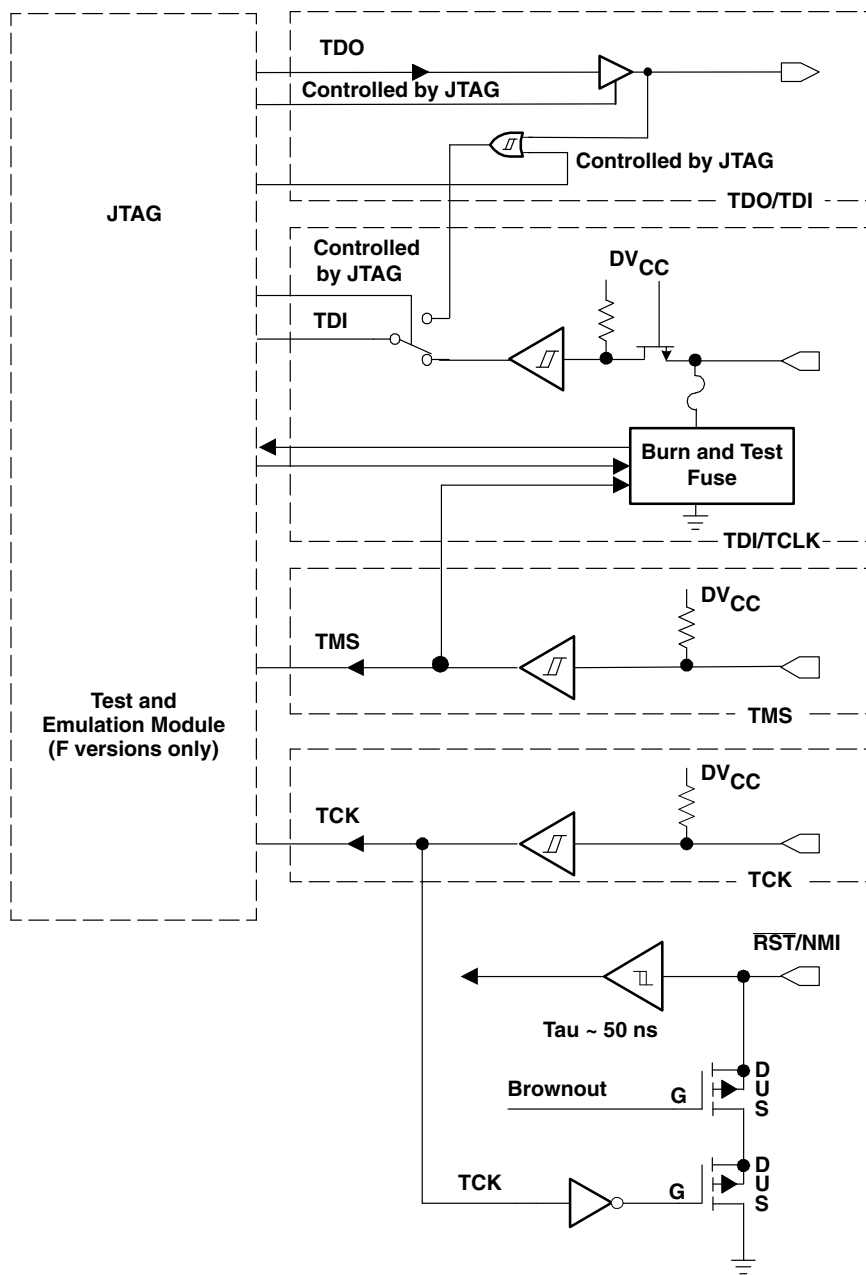 TDO
Controlled by JTAG
Controlled by JTAG
TDO/TDI
JTAG
Controlled
by JTAG
TDI
DVCC
Burn and Test
Fuse
TDI/TCLK
DVCC
TMS
TMS
Test and
Emulation Module
(F versions only)
DVCC
TCK
TCK
RST/NMI
Tau ~ 50 ns
Brownout
G
D
U
S
TCK
G
D
U
S